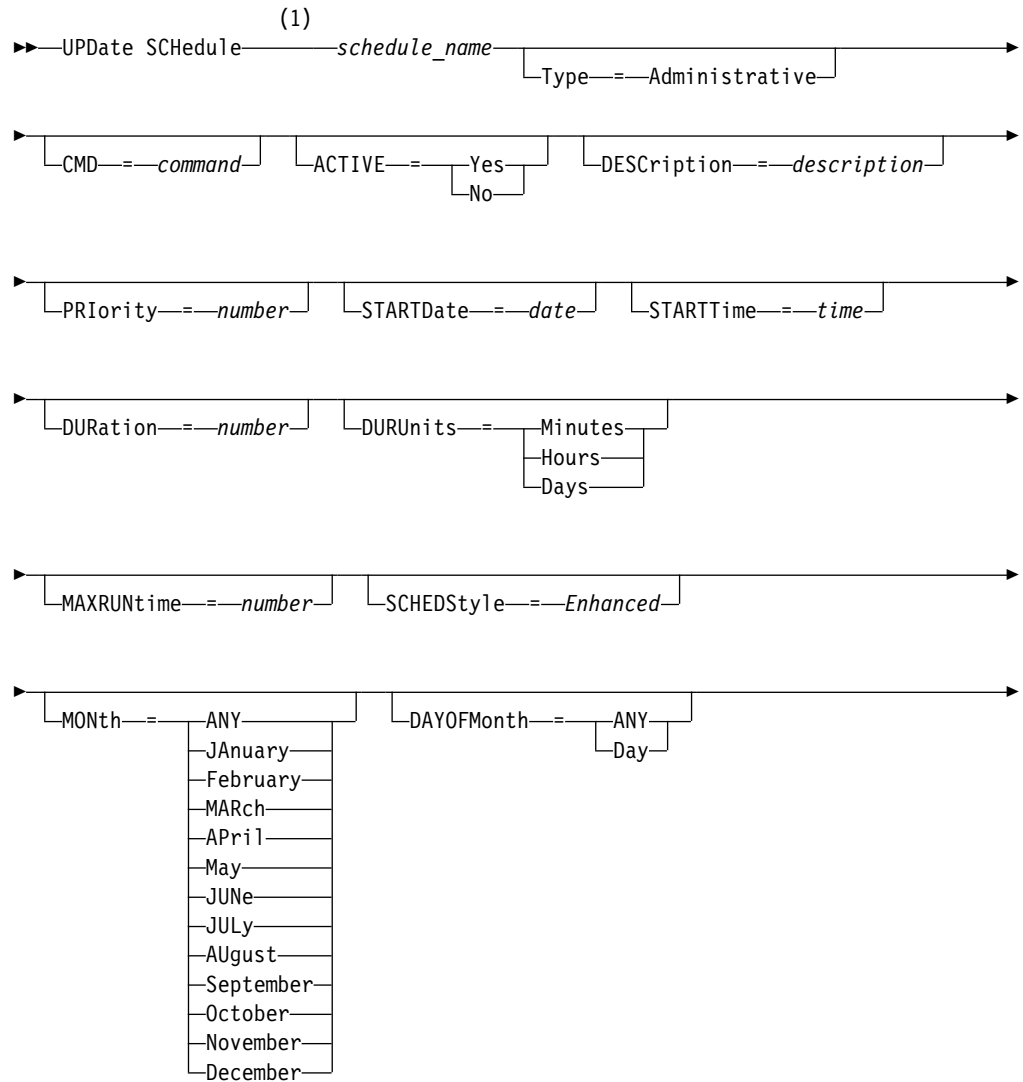 (1)
UPDate SCHedule schedule_name
Type = Administrative
CMD = command ACTIVE = Yes DESCription = description
No
PRIority = number STARTDate = date STARTTime = time
DURation = number DURUnits = Minutes
Hours
Days
MAXRUNtime = number SCHEDStyle = Enhanced
MONth = ANY DAYOFMonth = ANY
JAnuary Day
February
MARch
APril
May
JUNe
JULy
AUgust
September
October
November
December